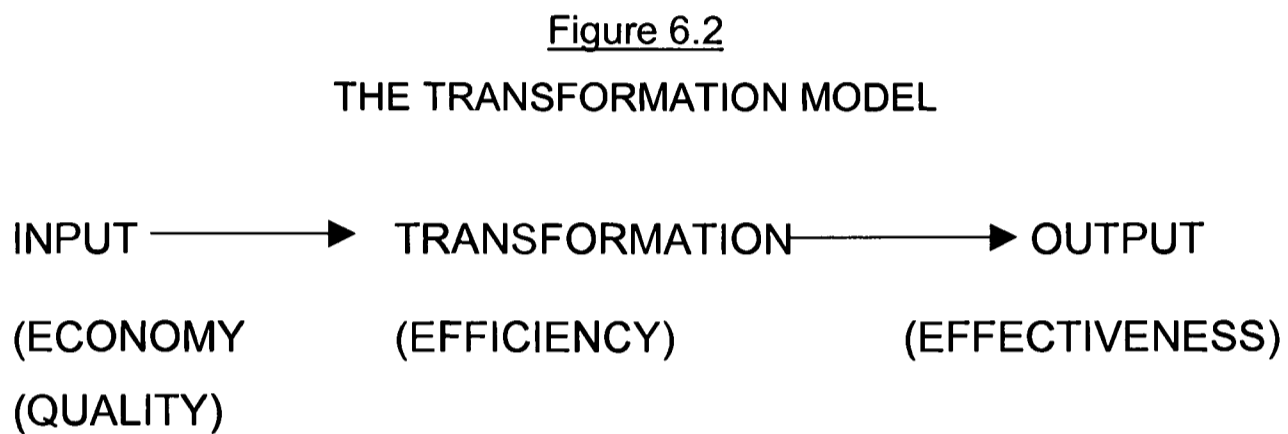 Figure 6.2
THE TRANSFORMATION MODEL
INPUT TRANSFORMATION OUTPUT
(ECONOMY (EFFICIENCY) (EFFECTIVENESS)
(QUALITY)